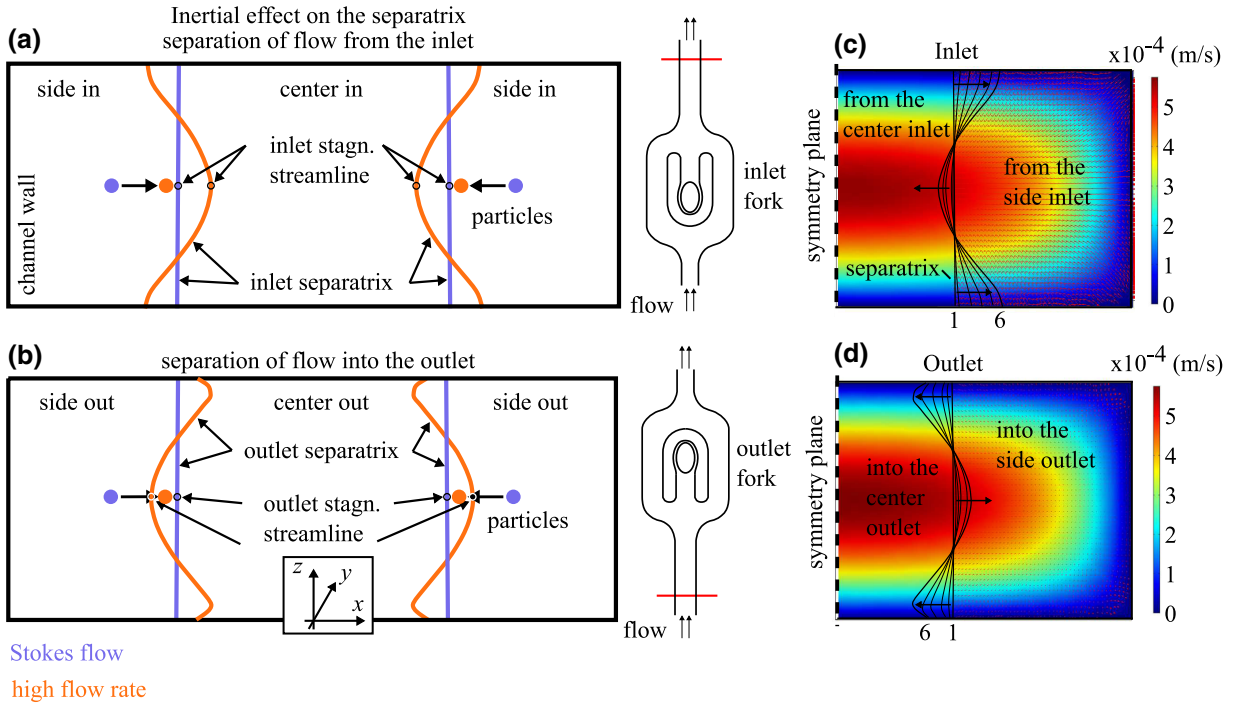 Inertial effect on the separatrix
(a) separation of flow from the inlet
side in center in side in
inlet stagn.
streamline
particles
channel wall
inlet separatrix
inlet
fork
flow
(b) separation of flow into the outlet
side out center out side out
outlet separatrix
outlet stagn.
streamline
particles
z y x
outlet
fork
flow
Stokes flow
high flow rate
(c) Inlet x10-4 (m/s)
symmetry plane
from the
center inlet
from the
side inlet
separatrix
1 6
5
4
3
2
1
0
(d) Outlet x10-4 (m/s)
symmetry plane
into the
side outlet
into the
center
outlet
6 1
5
4
3
2
1
0